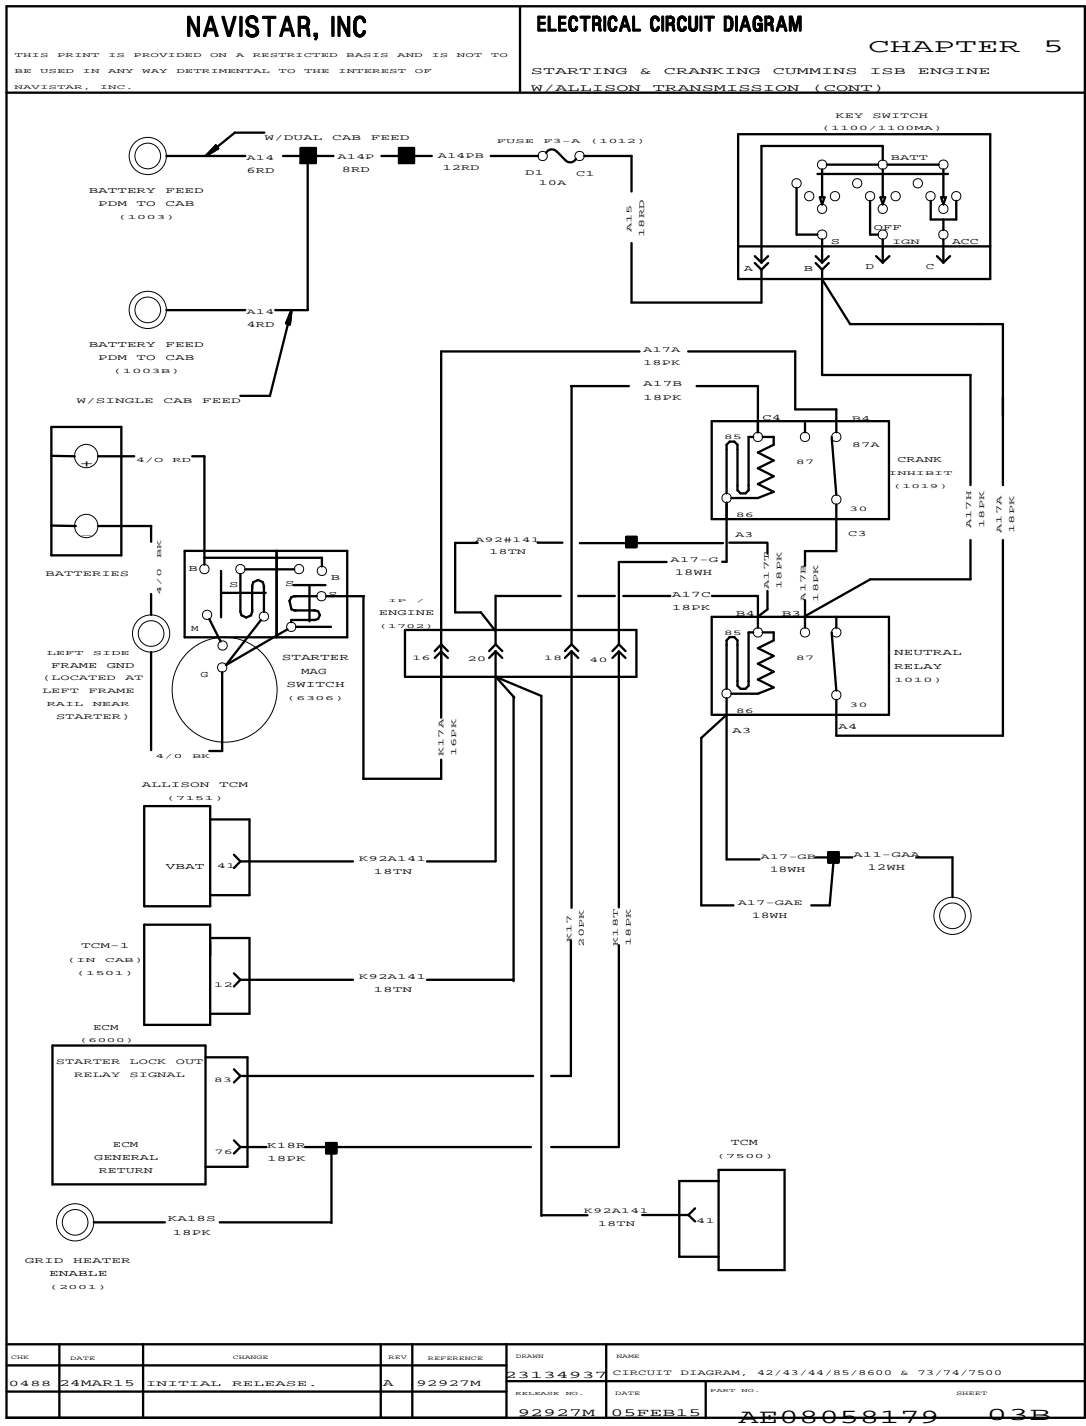 NAVISTAR, INC
THIS PRINT IS PROVIDED ON A RESTRICTED BASIS AND IS NOT TO
BE USED IN ANY WAY DETRIMENTAL TO THE INTEREST OF
NAVISTAR, INC.
ELECTRICAL CIRCUIT DIAGRAM
CHAPTER 5
STARTING & CRANKING CUMMINS ISB ENGINE
W/ALLISON TRANSMISSION (CONT)
W/DUAL CAB FEED
A14
6RD
A14P
8RD
A14PB
12RD
FUSE F3-A (1012)
D1
C1
10A
BATTERY FEED
PDM TO CAB
(1003)
A15
18RD
KEY SWITCH
(1100/1100MA)
BATT
OFF
S
IGN
ACC
A
B
D
C
A14
4RD
BATTERY FEED
PDM TO CAB
(1003B)
W/SINGLE CAB FEED
A17A
18PK
A17B
18PK
C4
B4
85
87
87A
86
30
CRANK
INHIBIT
(1019)
A3
C3
A17H
18PK
A17A
18PK
4/0 RD
4/0 BK
BATTERIES
+
B
S
S
B
S
M
G
STARTER
MAG
SWITCH
(6306)
LEFT SIDE
FRAME GND
(LOCATED AT
LEFT FRAME
RAIL NEAR
STARTER)
4/0 BK
A92#141
18TN
A17-G
18WH
A17T
18PK
A17C
18PK
18PK
IP /
ENGINE
(1702)
16
20
18
40
B4
B3
85
87
86
30
NEUTRAL
RELAY
1010)
A3
A4
K17A
16PK
ALLISON TCM
(7151)
VBAT
41
K92A141
18TN
TCM-1
(IN CAB)
(1501)
12
K92A141
18TN
K17
20PK
K18T
18PK
A17-GB
18WH
A11-GAA
12WH
A17-GAE
18WH
ECM
(6000)
STARTER LOCK OUT
RELAY SIGNAL
83
ECM
GENERAL
RETURN
76
K18R
18PK
KA18S
18PK
GRID HEATER
ENABLE
(2001)
TCM
(7500)
K92A141
18TN
41
CHK
DATE
CHANGE
REV
REFERENCE
0488
24MAR15
INITIAL RELEASE.
A
92927M
DRAWN
23134937
NAME
CIRCUIT DIAGRAM, 42/43/44/85/8600 & 73/74/7500
RELEASE NO.
92927M
DATE
05FEB15
PART NO.
AE08058179
SHEET
03B